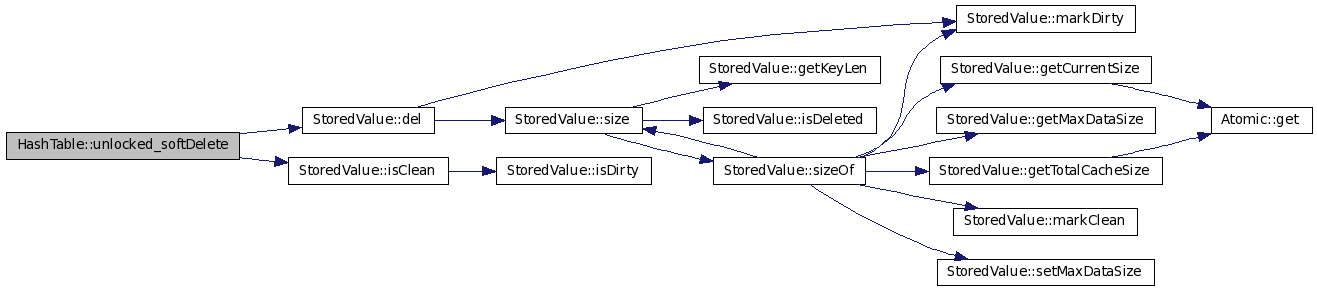 StoredValue::markDirty
StoredValue::getKeyLen
StoredValue::getCurrentSize
StoredValue::del
StoredValue::size
StoredValue::isDeleted
StoredValue::getMaxDataSize
Atomic::get
HashTable::unlocked_softDelete
StoredValue::isClean
StoredValue::isDirty
StoredValue::sizeOf
StoredValue::getTotalCacheSize
StoredValue::markClean
StoredValue::setMaxDataSize